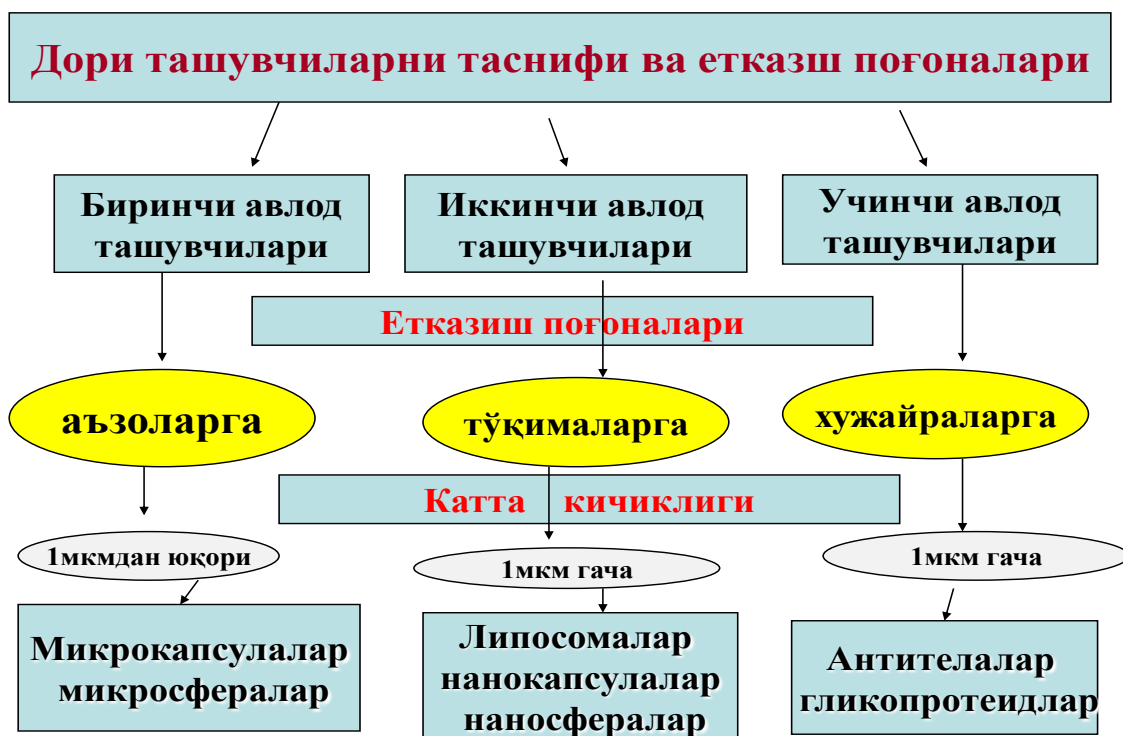 Дори ташувчиларни таснифи ва етказш поғоналари
Биринчи авлод
ташувчилари
Иккинчи авлод
ташувчилари
Учинчи авлод
ташувчилари
Етказиш поғоналари
аъзоларга
тўқималарга
хужайраларга
Катта кичиклиги
1мкмдан юқори
1мкм гача
1мкм гача
Микрокапсулалар
микросфералар
Липосомалар
нанокапсулалар
наносфералар
Антителалар
гликопротеидлар